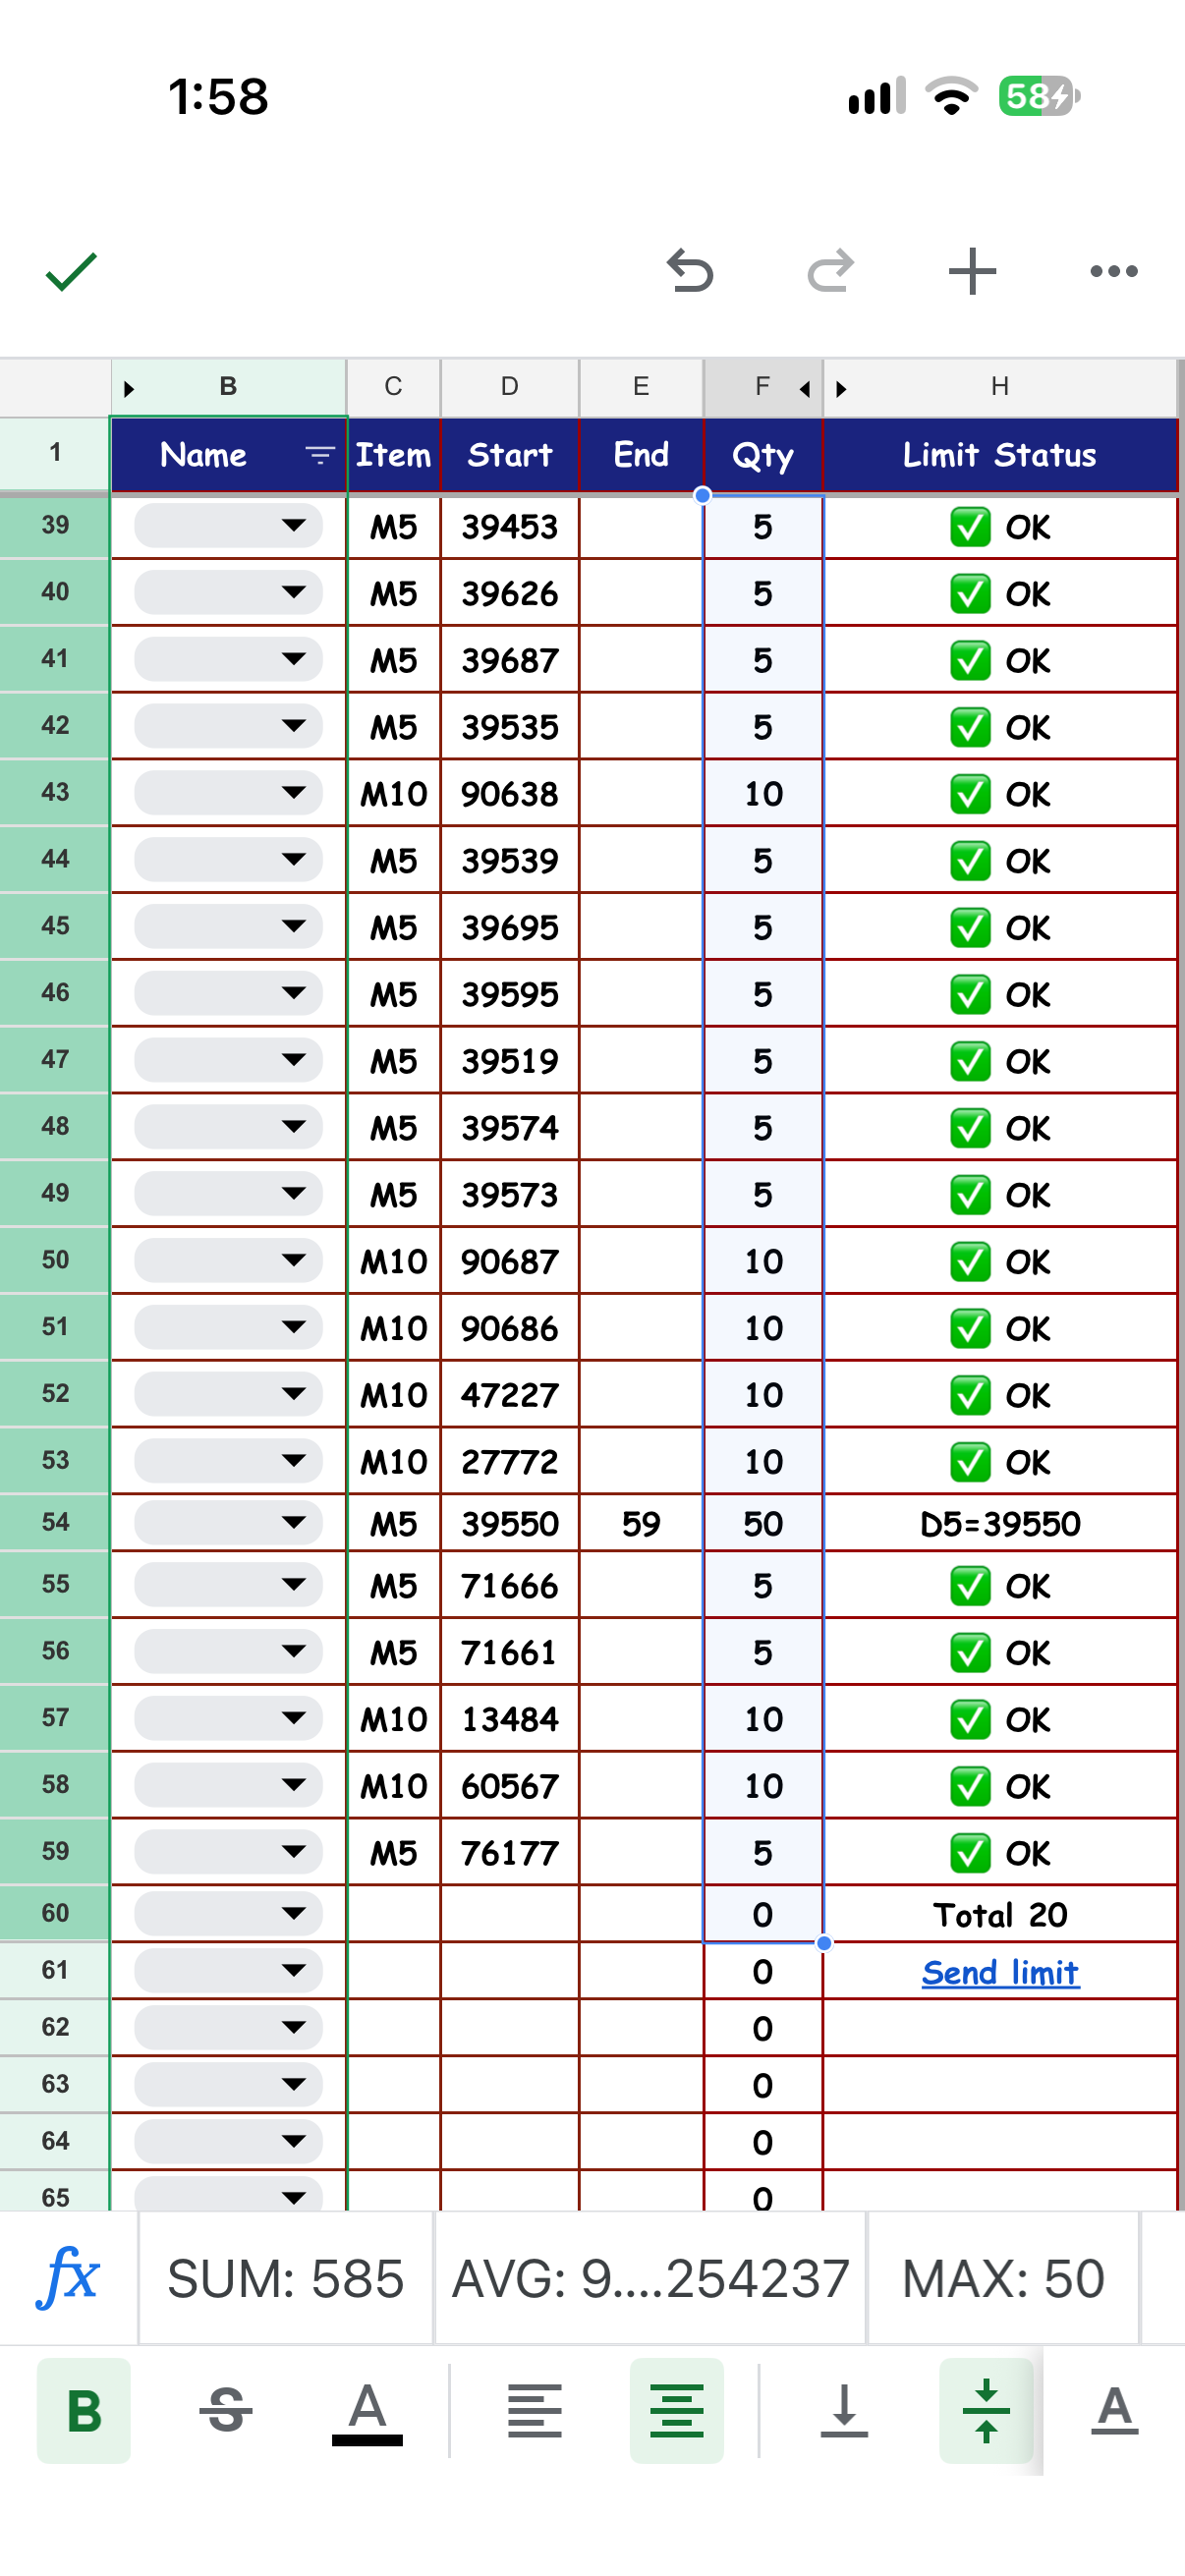 1:58
58
B C D E F H
1 Name Item Start End Qty Limit Status
39 M5 39453 5 ✅ OK
40 M5 39626 5 ✅ OK
41 M5 39687 5 ✅ OK
42 M5 39535 5 ✅ OK
43 M10 90638 10 ✅ OK
44 M5 39539 5 ✅ OK
45 M5 39695 5 ✅ OK
46 M5 39595 5 ✅ OK
47 M5 39519 5 ✅ OK
48 M5 39574 5 ✅ OK
49 M5 39573 5 ✅ OK
50 M10 90687 10 ✅ OK
51 M10 90686 10 ✅ OK
52 M10 47227 10 ✅ OK
53 M10 27772 10 ✅ OK
54 M5 39550 59 50 D5=39550
55 M5 71666 5 ✅ OK
56 M5 71661 5 ✅ OK
57 M10 13484 10 ✅ OK
58 M10 60567 10 ✅ OK
59 M5 76177 5 ✅ OK
60 0 Total 20
61 0 Send limit
62 0
63 0
64 0
65 0
fx SUM: 585 AVG: 9....254237 MAX: 50
B S A A